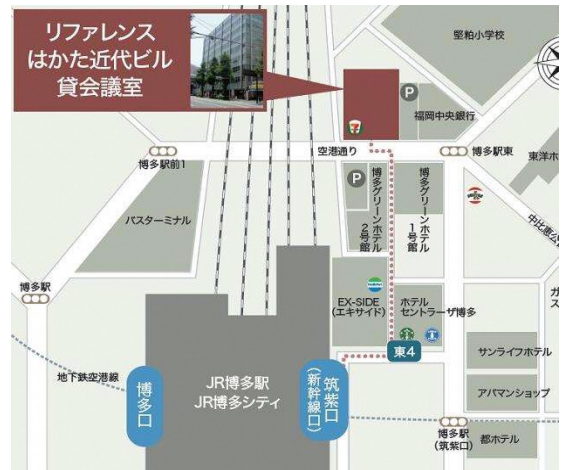 リファレンス
はかた近代ビル
貸会議室
堅粕小学校
P
福岡中央銀行
空港通り
博多駅前1
博多駅東
東洋ホ
P
博多グリーンホテル
2号館
博多グリーンホテル
1号館
中比恵公
バスターミナル
博多駅
EX-SIDE
(エキサイド)
FamilyMart
ホテル
セントラーザ博多
ガ
ス
東4
サンライフホテル
地下鉄空港線
博多口
JR博多駅
JR博多シティ
筑紫口
(新幹線口)
アパマンショップ
博多駅
(筑紫口)
都ホテル